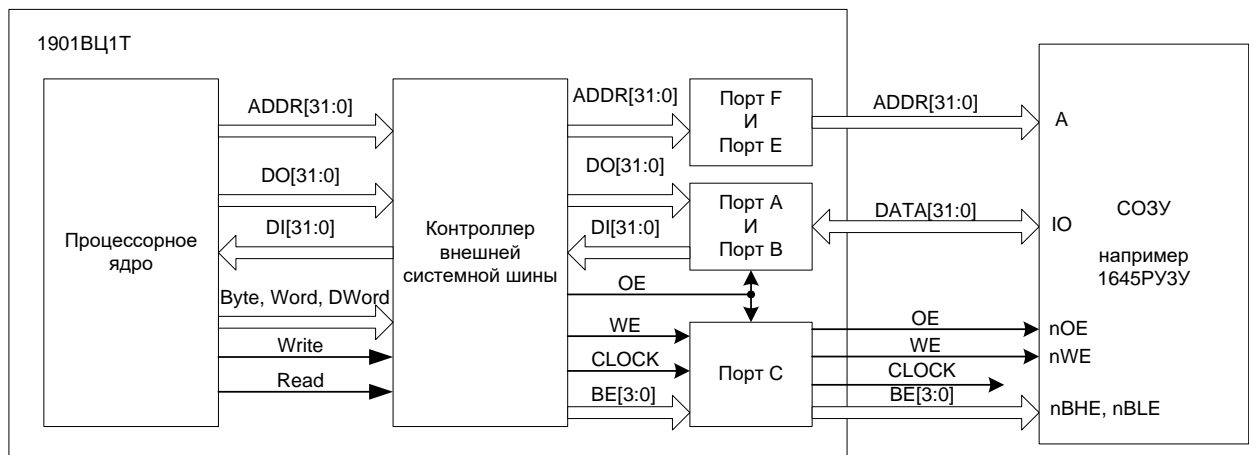 1901ВЦ1Т
Процессорное
ядро
ADDR[31:0]
DO[31:0]
DI[31:0]
Byte, Word, DWord
Write
Read
Контроллер
внешней
системной шины
ADDR[31:0]
DO[31:0]
DI[31:0]
OE
WE
CLOCK
BE[3:0]
Порт F
И
Порт E
Порт A
И
Порт B
Порт C
ADDR[31:0]
DATA[31:0]
OE
WE
CLOCK
BE[3:0]
A
IO
СОЗУ
например
1645РУ3У
nOE
nWE
nBHE, nBLE